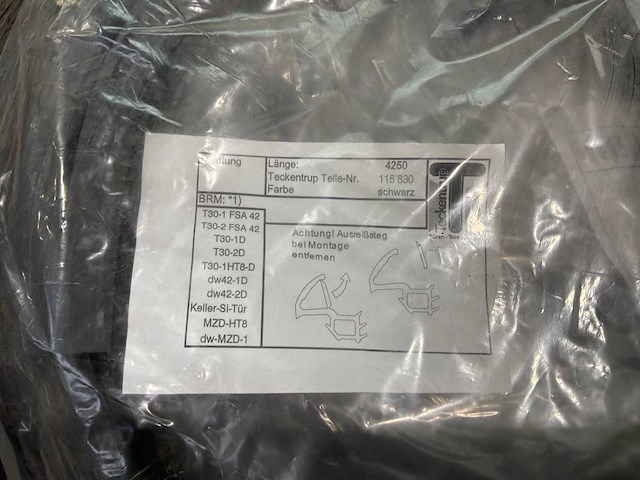 Länge: 4250
Teckentrup Teile-Nr. 115 830
Farbe schwarz
Teckentrup
BRM: *1)
T30-1 FSA 42
T30-2 FSA 42
T30-1D
T30-2D
T30-1HT8-D
dw42-1D
dw42-2D
Keller-Si-Tür
MZD-HT8
dw-MZD-1
Achtung! Ausreißsteg
bei Montage
entfernen